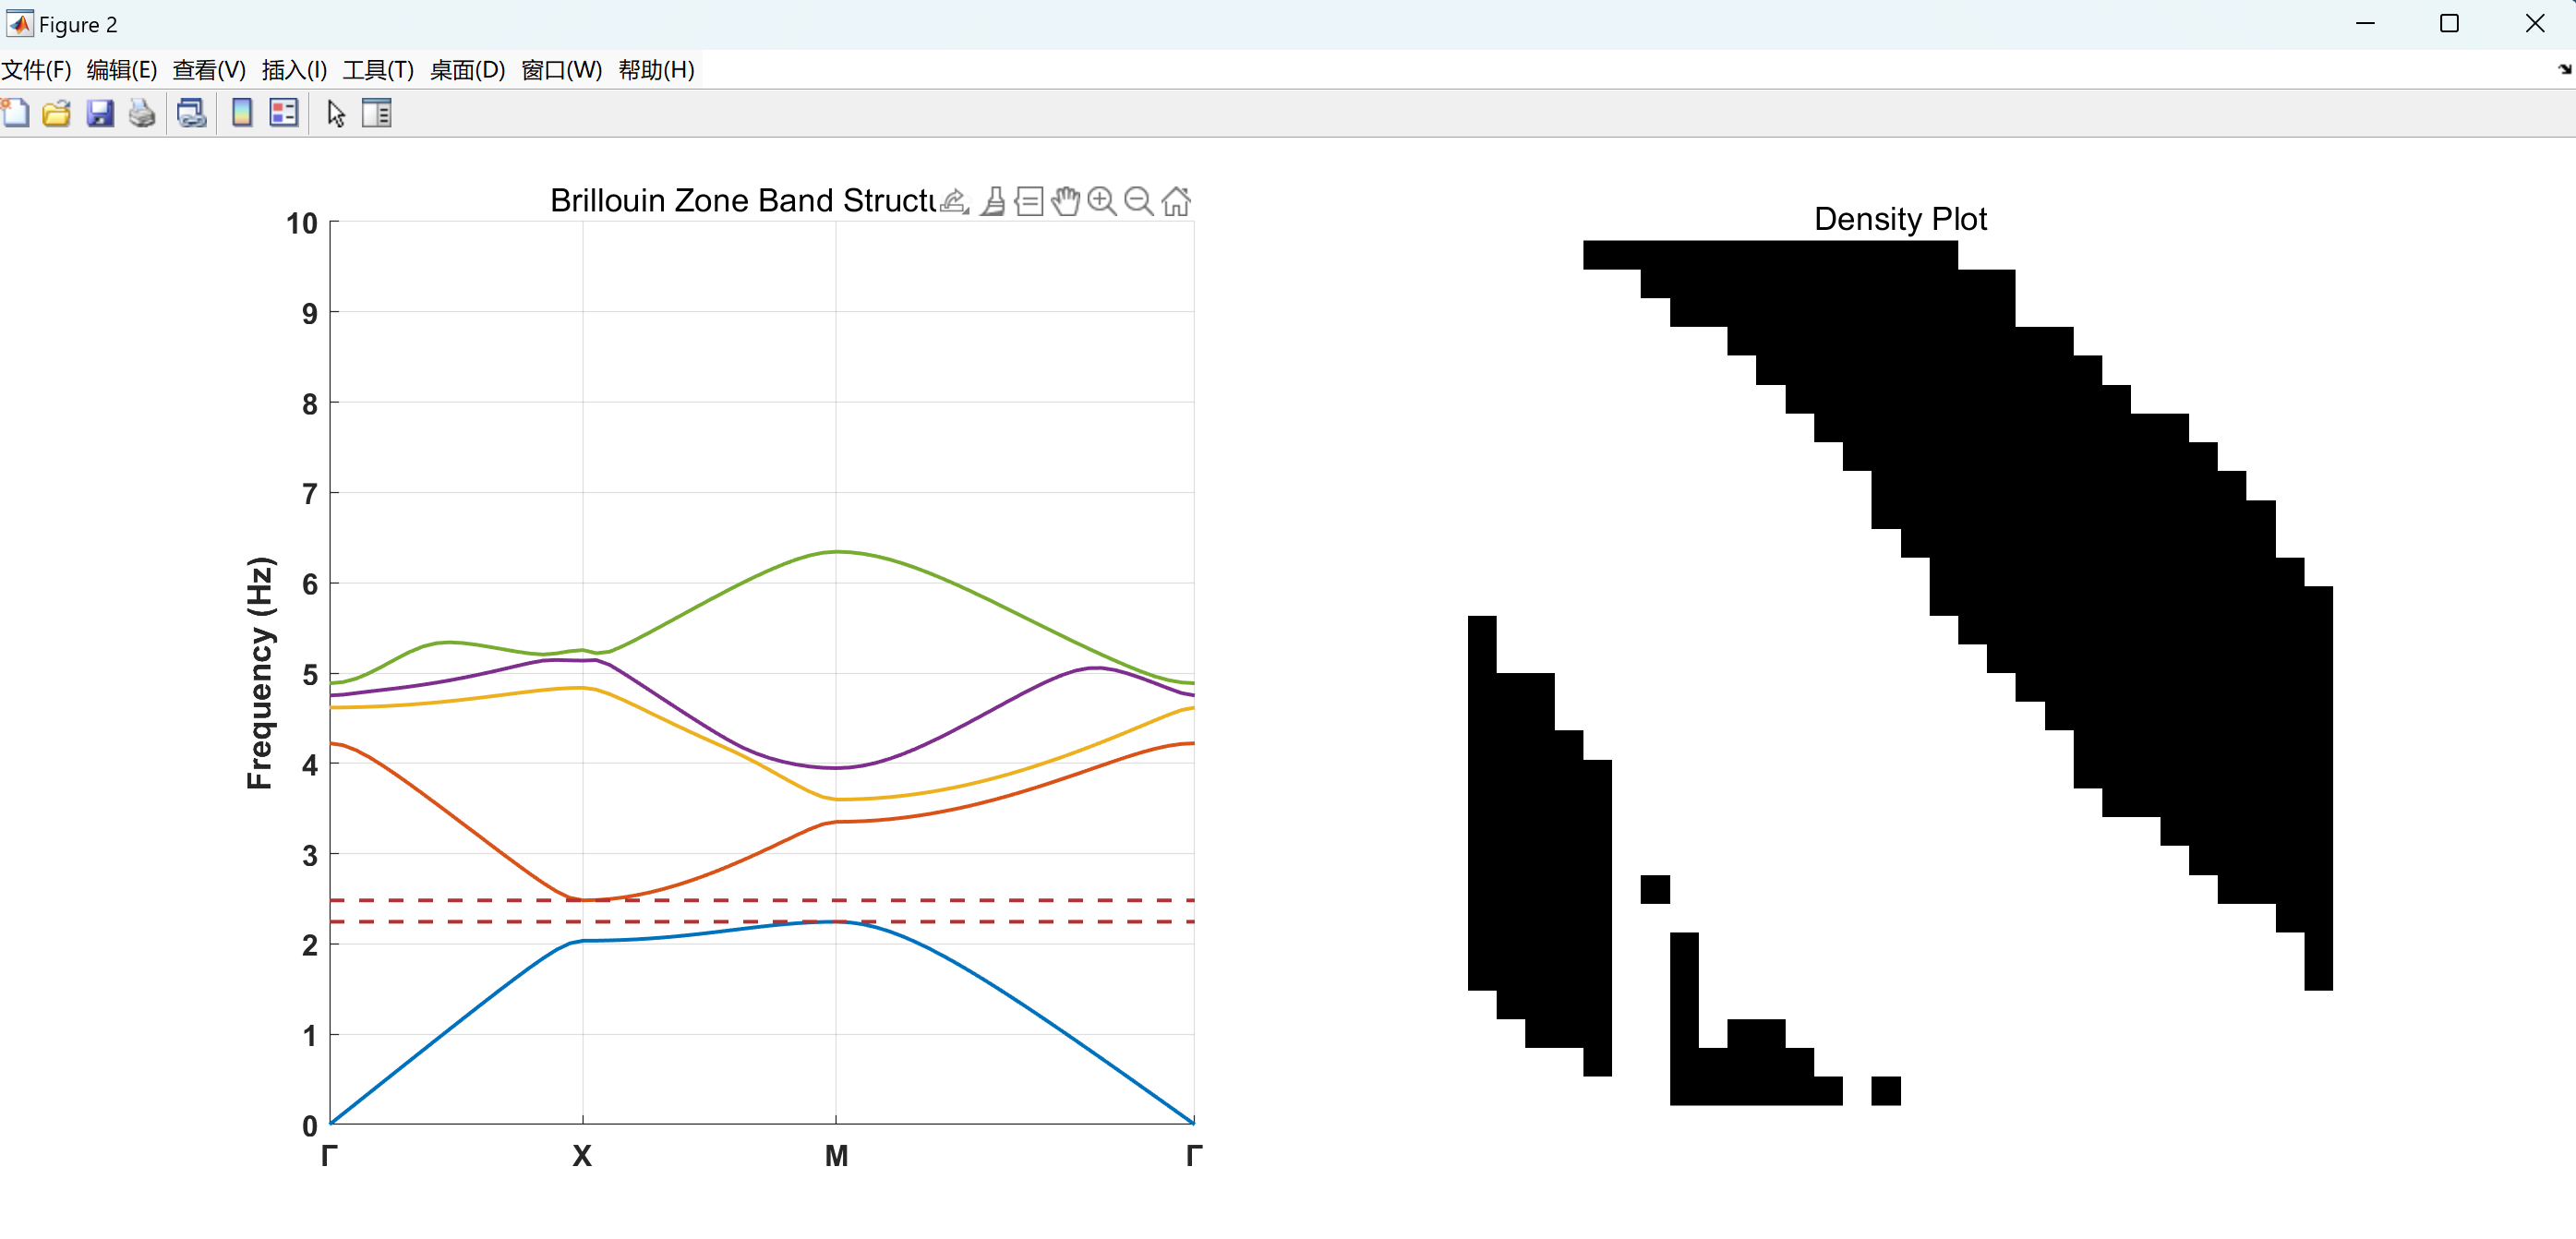 Figure 2
文件(F) 编辑(E) 查看(V) 插入(I) 工具(T) 桌面(D) 窗口(W) 帮助(H)
Brillouin Zone Band
Density Plot
10
9
8
7
6
5
4
3
2
1
0
Frequency (Hz)
Γ X M Γ